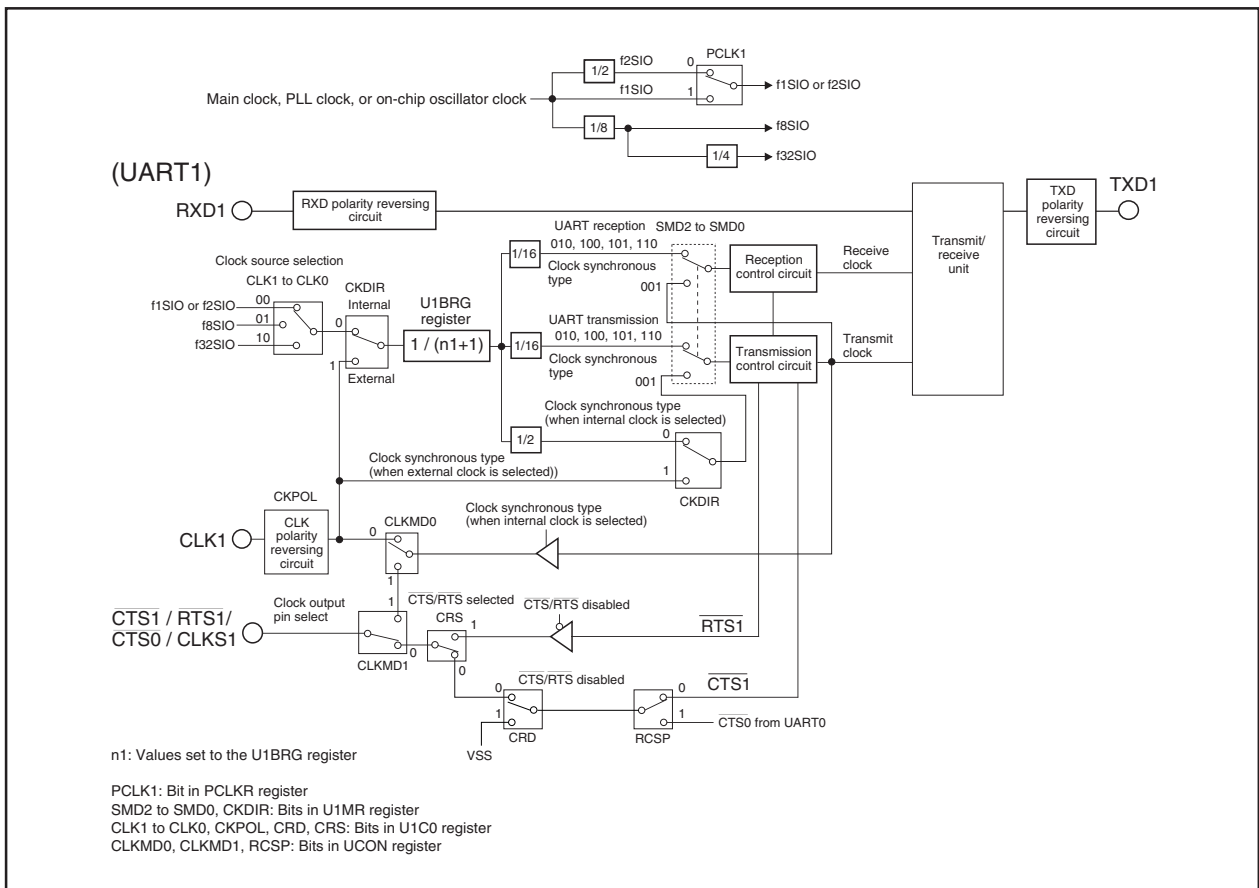 PCLK1
f2SIO
0
1/2
f1SIO or f2SIO
f1SIO
1
Main clock, PLL clock, or on-chip oscillator clock
1/8
f8SIO
1/4
f32SIO
(UART1)
RXD1
RXD polarity reversing
circuit
TXD
polarity
reversing
circuit
TXD1
UART reception
SMD2 to SMD0
010, 100, 101, 110
1/16
Clock synchronous
type
001
Reception
control circuit
Receive
clock
Transmit/
receive
unit
Clock source selection
CLK1 to CLK0
f1SIO or f2SIO
00
f8SIO
01
f32SIO
10
CKDIR
Internal
0
1
External
U1BRG
register
1 / (n1+1)
UART transmission
010, 100, 101, 110
1/16
Clock synchronous
type
001
Transmission
control circuit
Transmit
clock
Clock synchronous type
(when internal clock is selected)
1/2
0
Clock synchronous type
(when external clock is selected))
1
CKDIR
CKPOL
CLK1
CLK
polarity
reversing
circuit
CLKMD0
0
1
Clock synchronous type
(when internal clock is selected)
CTS1 / RTS1/
CTS0 / CLKS1
Clock output
pin select
1
0
CLKMD1
CTS/RTS selected
CRS
1
0
CTS/RTS disabled
RTS1
CTS/RTS disabled
0
1
VSS
CRD
0
CTS1
1
CTS0 from UART0
RCSP
n1: Values set to the U1BRG register
PCLK1: Bit in PCLKR register
SMD2 to SMD0, CKDIR: Bits in U1MR register
CLK1 to CLK0, CKPOL, CRD, CRS: Bits in U1C0 register
CLKMD0, CLKMD1, RCSP: Bits in UCON register